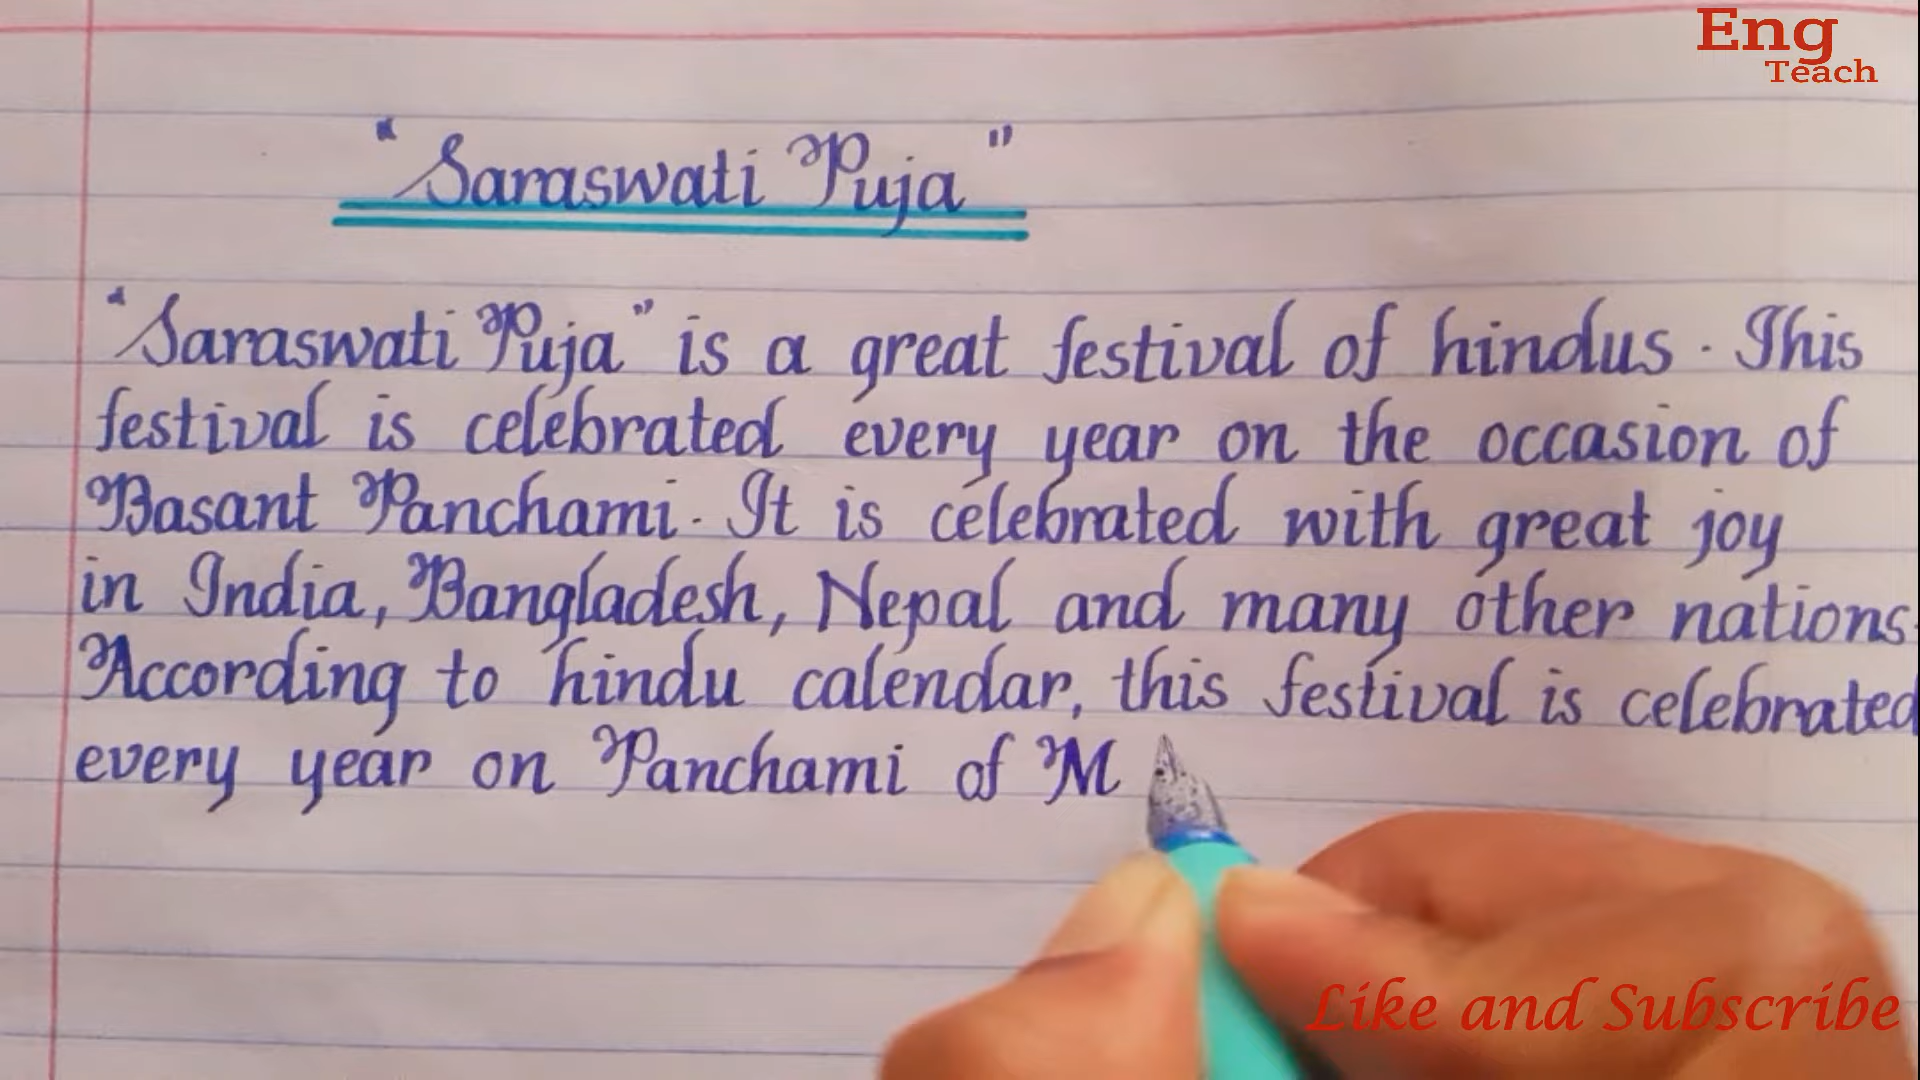 Eng
Teach
"Saraswati Puja"
"Saraswati Puja" is a great festival of hindus. This
festival is celebrated every year on the occasion of
Basant Panchami. It is celebrated with great joy
in India, Bangladesh, Nepal and many other nations.
According to hindu calendar, this festival is celebrated
every year on Panchami of M
Like and Subscribe